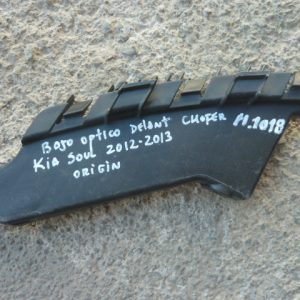 Bajo optico Delant CHOFER M.1018
Kia Soul 2012-2013
ORIGIN